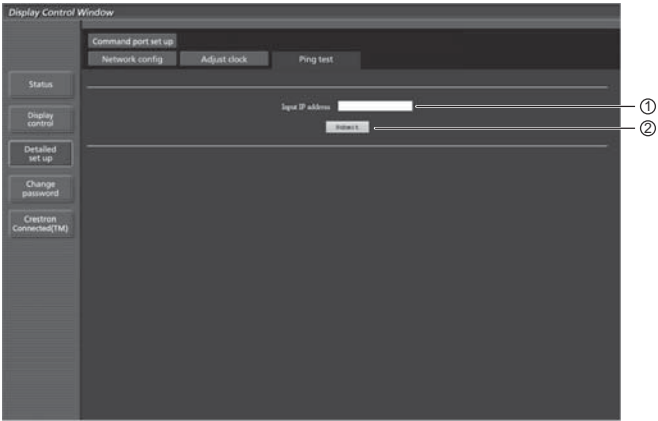 Display Control Window
Command port set up
Network config
Adjust clock
Ping test
Status
Input IP address
①
Display
control
Submit
②
Detailed
set up
Change
password
Crestron
Connected(TM)